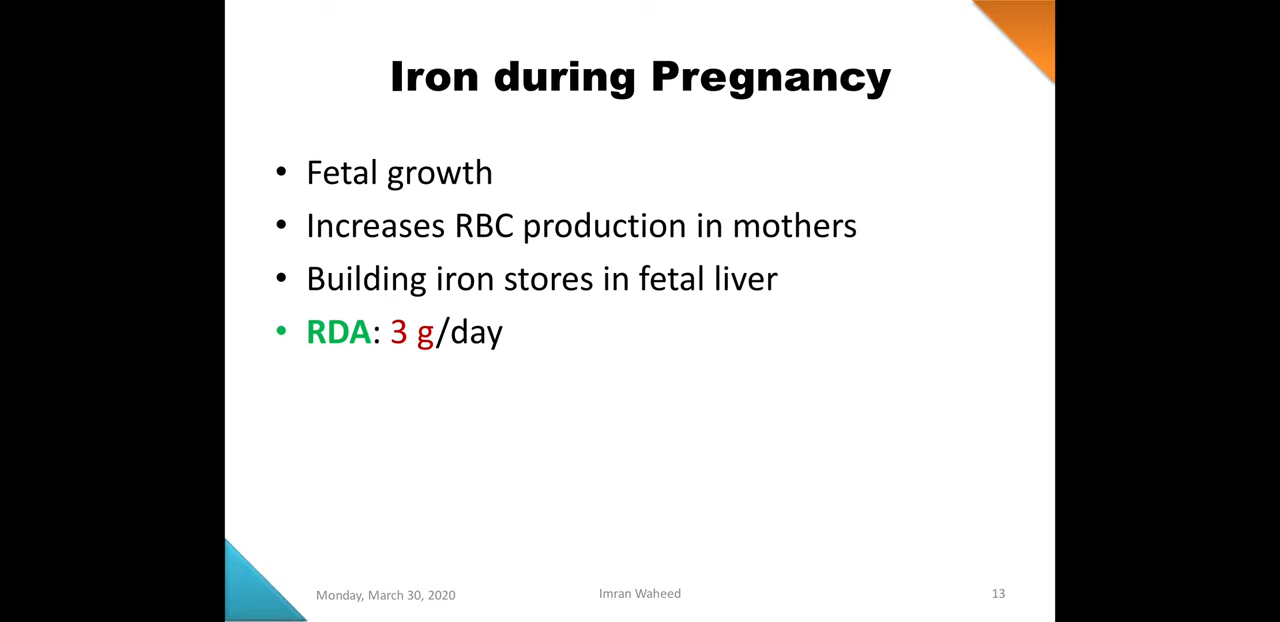 Iron during Pregnancy
• Fetal growth
• Increases RBC production in mothers
• Building iron stores in fetal liver
• RDA: 3 g/day
Monday, March 30, 2020
Imran Waheed
13